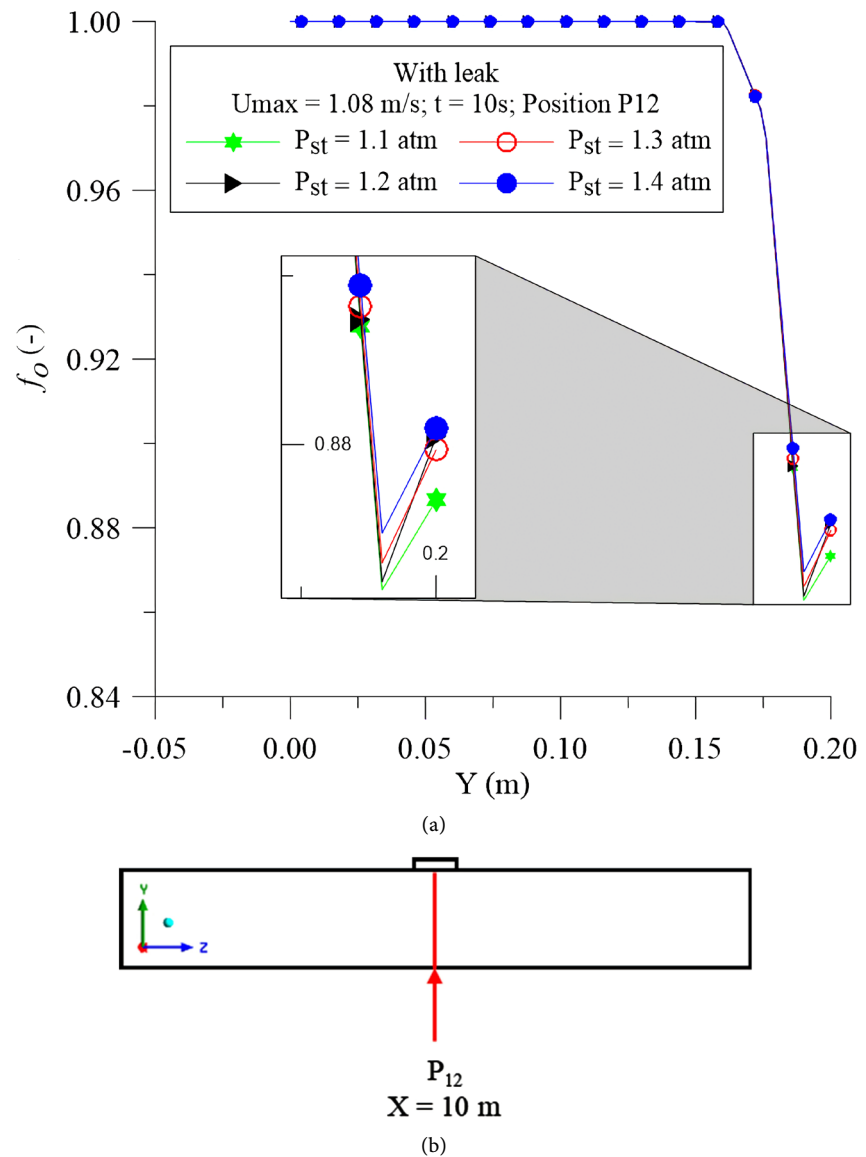 1.00
0.96
0.92
0.88
0.84
f_o (-)
With leak
Umax = 1.08 m/s; t = 10s; Position P12
P_st = 1.1 atm
P_st = 1.3 atm
P_st = 1.2 atm
P_st = 1.4 atm
0.88
0.2
-0.05 0.00 0.05 0.10 0.15 0.20
Y (m)
(a)
Y
Z
P_12
X = 10 m
(b)